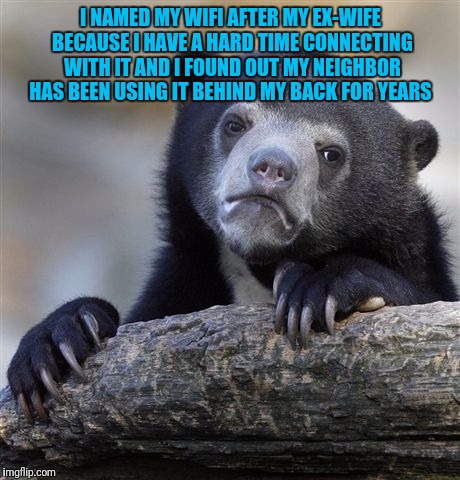 I NAMED MY WIFI AFTER MY EX-WIFE
BECAUSE I HAVE A HARD TIME CONNECTING
WITH IT AND I FOUND OUT MY NEIGHBOR
HAS BEEN USING IT BEHIND MY BACK FOR YEARS
imgflip.com